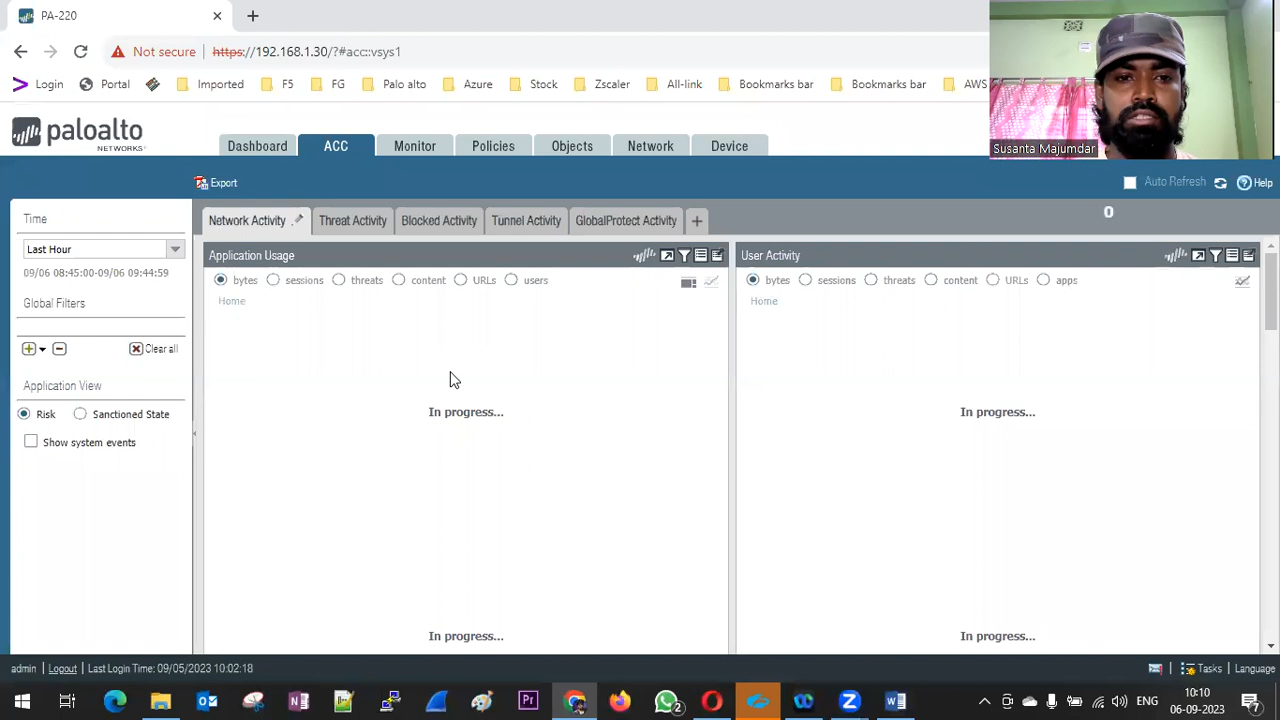 PA-220
Not secure
https://192.168.1.30/?#acc::vsys1
Login
Portal
Imported
F5
FG
Palo alto
Azure
Stock
Zscaler
All-link
Bookmarks bar
Bookmarks bar
AWS
Susanta Majumdar
paloalto
NETWORKS
Dashboard
ACC
Monitor
Policies
Objects
Network
Device
Export
Auto Refresh
Help
0
Time
Last Hour
09/06 08:45:00-09/06 09:44:59
Global Filters
Clear all
Application View
Risk
Sanctioned State
Show system events
Network Activity
Threat Activity
Blocked Activity
Tunnel Activity
GlobalProtect Activity
Application Usage
bytes
sessions
threats
content
URLs
users
Home
In progress...
In progress...
User Activity
bytes
sessions
threats
content
URLs
apps
Home
In progress...
In progress...
admin
Logout
Last Login Time: 09/05/2023 10:02:18
Tasks
Language
Pr
2
ENG
10:10
06-09-2023
7